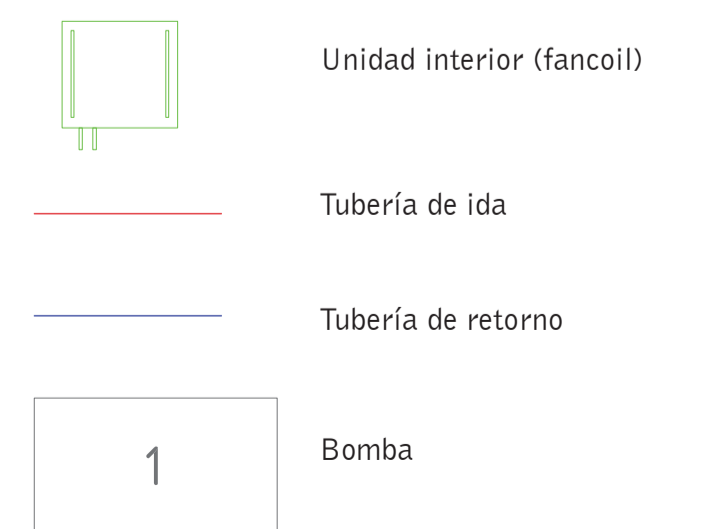 Unidad interior (fancoil)
Tubería de ida
Tubería de retorno
1
Bomba